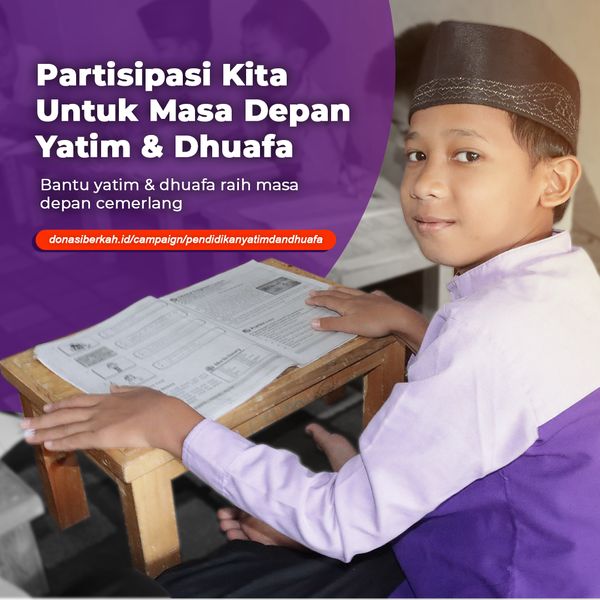 Partisipasi Kita
Untuk Masa Depan
Yatim & Dhuafa
Bantu yatim & dhuafa raih masa
depan cemerlang
donasiberkah.id/campaign/pendidikanyatimdandhuafa